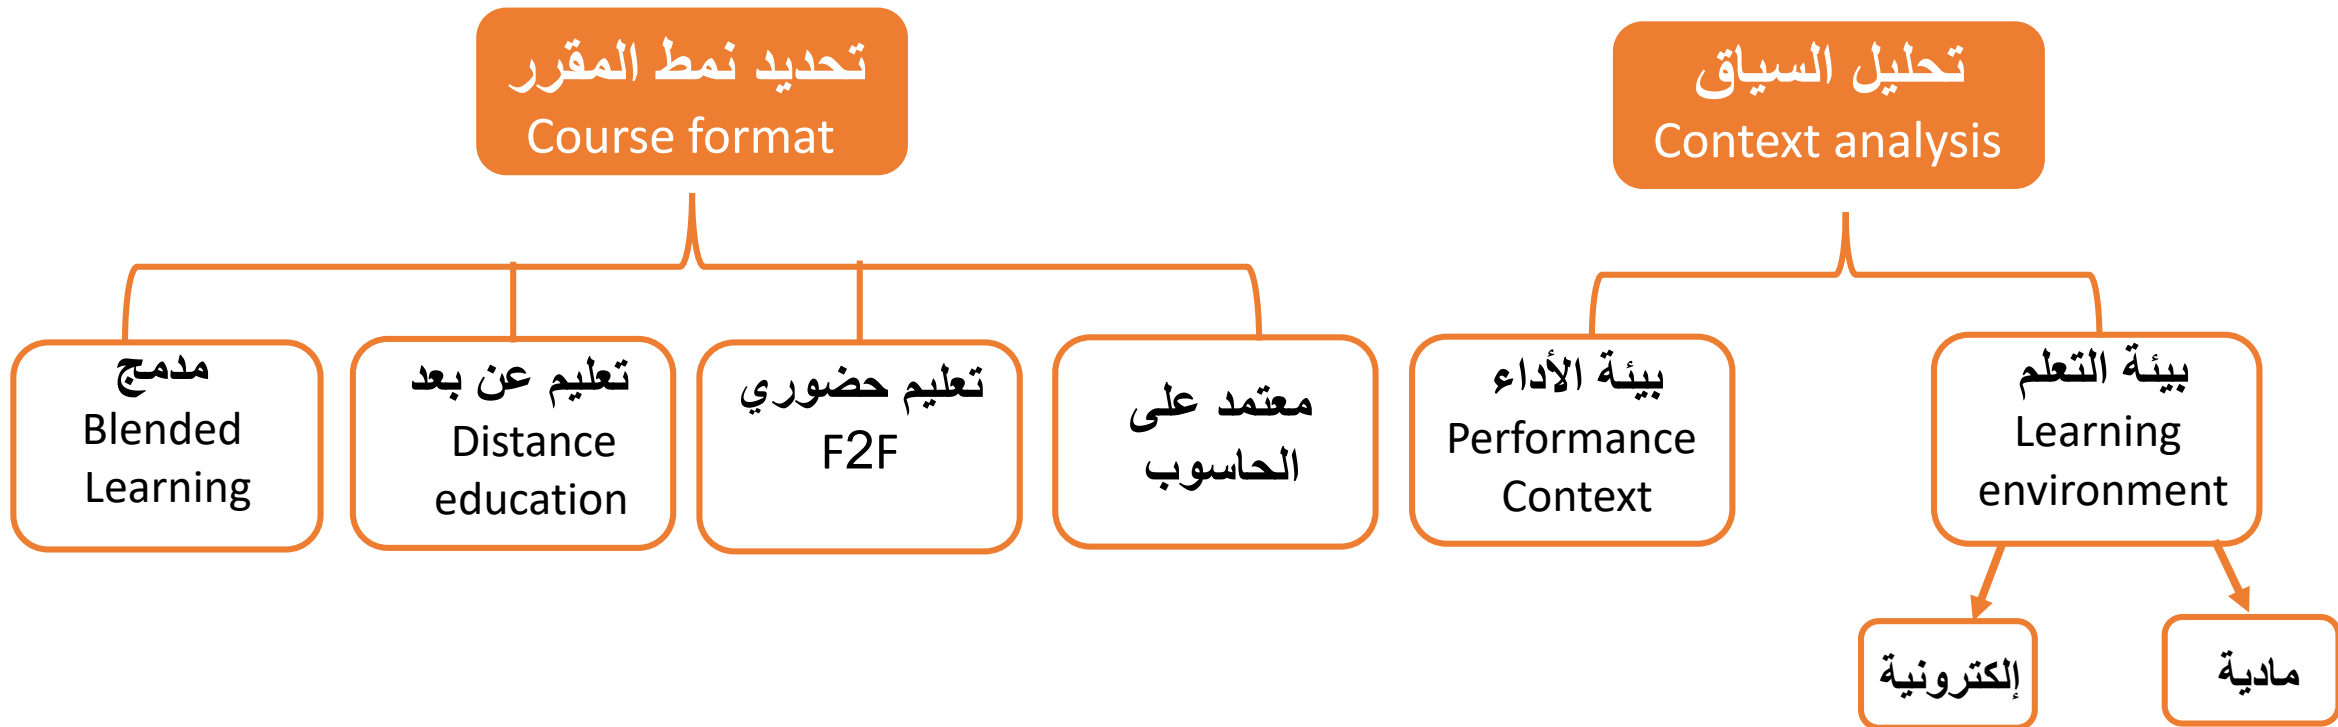 تحليل السياق
Context analysis
بيئة التعلم
Learning
environment
مادية
إلكترونية
بيئة الأداء
Performance
Context
تحديد نمط المقرر
Course format
معتمد على
الحاسوب
تعليم حضوري
F2F
تعليم عن بعد
Distance
education
مدمج
Blended
Learning